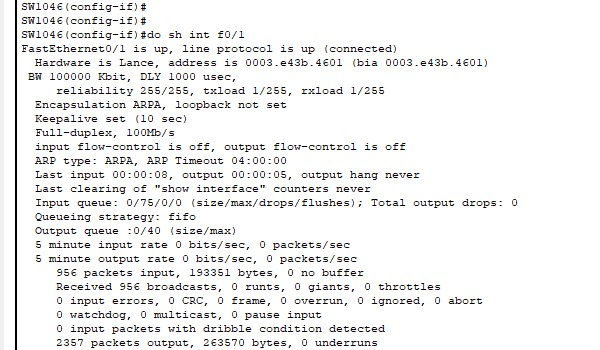 SW1046(config-if)#
SW1046(config-if)#
SW1046(config-if)#do sh int f0/1
FastEthernet0/1 is up, line protocol is up (connected)
Hardware is Lance, address is 0003.e43b.4601 (bia 0003.e43b.4601)
BW 100000 Kbit, DLY 1000 usec,
reliability 255/255, txload 1/255, rxload 1/255
Encapsulation ARPA, loopback not set
Keepalive set (10 sec)
Full-duplex, 100Mb/s
input flow-control is off, output flow-control is off
ARP type: ARPA, ARP Timeout 04:00:00
Last input 00:00:08, output 00:00:05, output hang never
Last clearing of "show interface" counters never
Input queue: 0/75/0/0 (size/max/drops/flushes); Total output drops: 0
Queueing strategy: fifo
Output queue :0/40 (size/max)
5 minute input rate 0 bits/sec, 0 packets/sec
5 minute output rate 0 bits/sec, 0 packets/sec
956 packets input, 193351 bytes, 0 no buffer
Received 956 broadcasts, 0 runts, 0 giants, 0 throttles
0 input errors, 0 CRC, 0 frame, 0 overrun, 0 ignored, 0 abort
0 watchdog, 0 multicast, 0 pause input
0 input packets with dribble condition detected
2357 packets output, 263570 bytes, 0 underruns